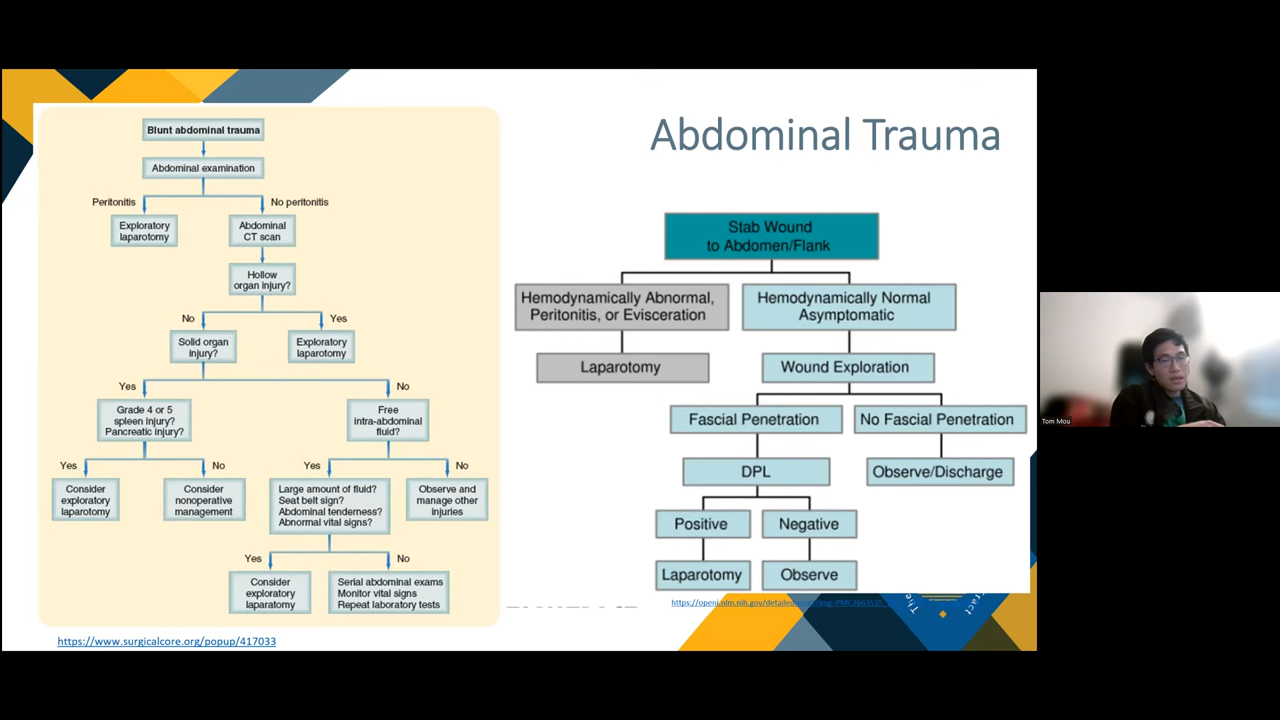 Abdominal Trauma
Blunt abdominal trauma
Abdominal examination
Peritonitis
No peritonitis
Exploratory
laparotomy
Abdominal
CT scan
Hollow
organ injury?
No
Yes
Solid organ
injury?
Exploratory
laparotomy
Yes
No
Grade 4 or 5
spleen injury?
Pancreatic injury?
Free
intra-abdominal
fluid?
Yes
No
Yes
No
Consider
exploratory
laparotomy
Consider
nonoperative
management
Large amount of fluid?
Seat belt sign?
Abdominal tenderness?
Abnormal vital signs?
Observe and
manage other
injuries
Yes
No
Consider
exploratory
laparatomy
Serial abdominal exams
Monitor vital signs
Repeat laboratory tests
https://www.surgicalcore.org/popup/417033
Stab Wound
to Abdomen/Flank
Hemodynamically Abnormal,
Peritonitis, or Evisceration
Hemodynamically Normal
Asymptomatic
Laparotomy
Wound Exploration
Fascial Penetration
No Fascial Penetration
DPL
Observe/Discharge
Positive
Negative
Laparotomy
Observe
Tom Mou